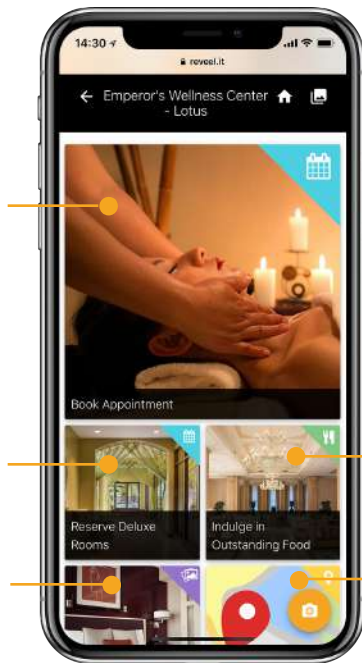 14:30
reveel.it
Emperor's Wellness Center
- Lotus
Book Appointment
Reserve Deluxe
Rooms
Indulge in
Outstanding Food